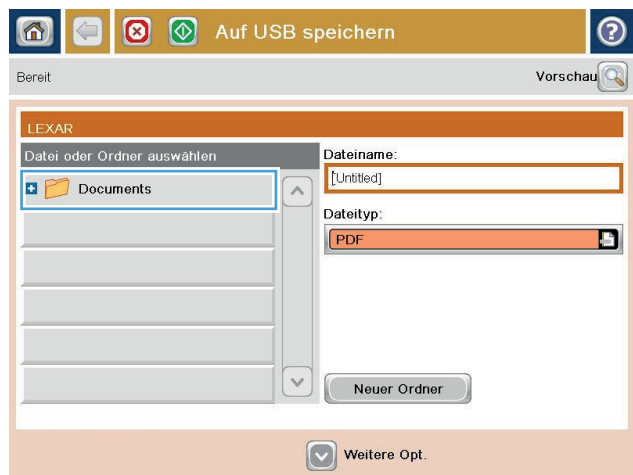 Auf USB speichern
?
Bereit
Vorschau
LEXAR
Datei oder Ordner auswählen
Documents
Dateiname:
[Untitled]
Dateityp:
PDF
Neuer Ordner
Weitere Opt.